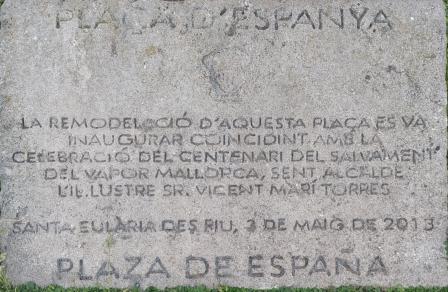 PLAÇA D'ESPANYA
LA REMODELACIÓ D'AQUESTA PLAÇA ES VA
INAUGURAR COINCIDINT AMB LA
CELEBRACIÓ DEL CENTENARI DEL SALVAMENT
DEL VAPOR MALLORCA, SENT ALCALDE
L'IL.LUSTRE SR. VICENT MARÍ TORRES
SANTA EULÀRIA DES RIU, 3 DE MAIG DE 2013
PLAZA DE ESPAÑA